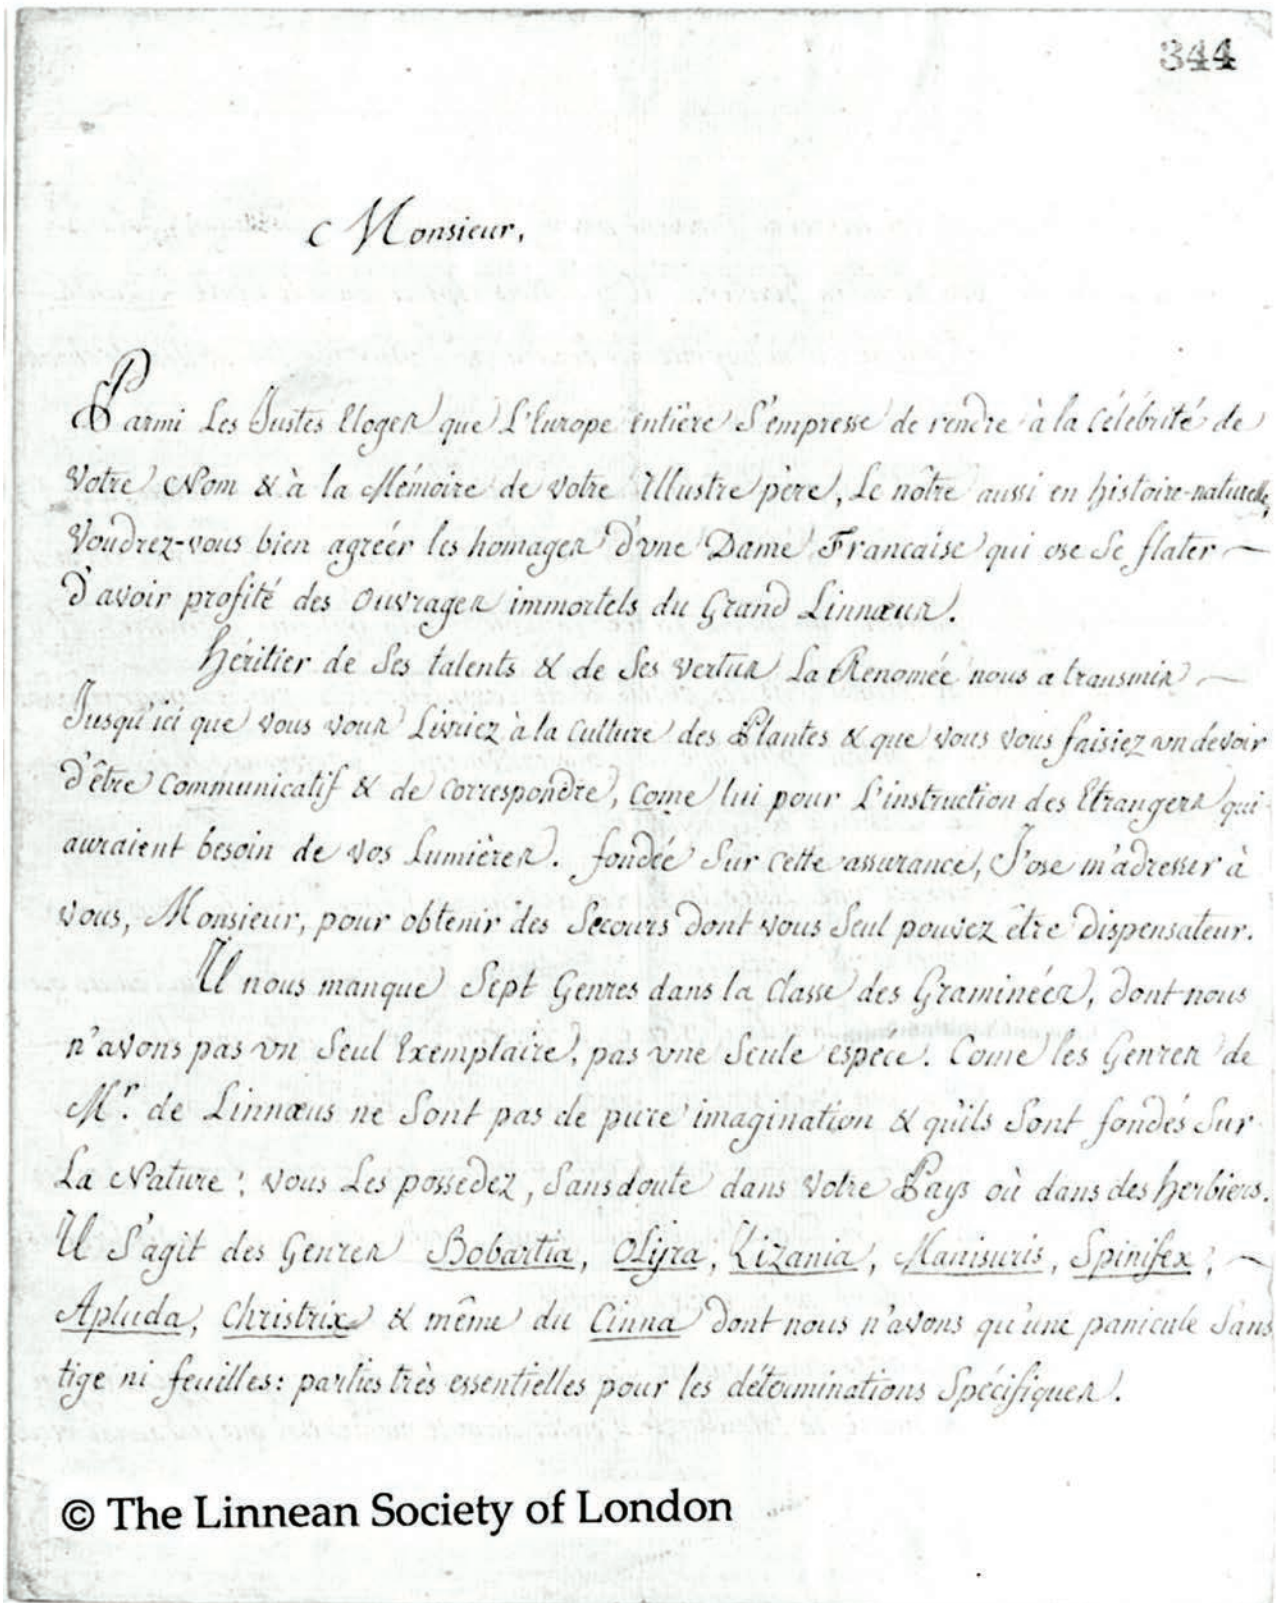 344
Monsieur,
Parmi Les Justes Eloges que L'Europe entière S'empresse de rendre à la Célébrité de
Votre Nom & à la Mémoire de votre Illustre père, Le nôtre aussi en histoire-naturelle,
Voudrez-vous bien agréér les homages d'vne Dame Francaise qui ose Se flater ~
d'avoir profité des Ouvrages immortels du Grand Linnæus.
héritier de Ses talents & de Ses vertus La Renomée nous a transmis ~
Jusqu'ici que vous vous Livriez à la Culture des Plantes & que vous vous faisiez vn devoir
d'être Communicatif & de Correspondre, Come lui pour L'instruction des Etrangers qui
auraient besoin de vos Lumières. fondée Sur Cette assurance, J'ose m'adresser à
vous, Monsieur, pour obtenir des Secours dont vous Seul pouvez être dispensateur.
Il nous manque Sept Genres dans la Classe des Graminées, dont nous
n'avons pas vn Seul Exemplaire, pas vne Seule espéce. Come les Genres de
Mr. de Linnæus ne Sont pas de pure imagination & qu'ils Sont fondés Sur
La Nature; vous Les possedez, Sans doute dans Votre Pays où dans des herbiers.
Il S'agit des Genres Bobartia, Olyra, Zizania, Manisuris, Spinifex, ~
Apluda, Christrix & même du Cinna dont nous n'avons qu'une panicule Sans
tige ni feuilles: parties très essentielles pour les déterminations Spécifiques.
© The Linnean Society of London